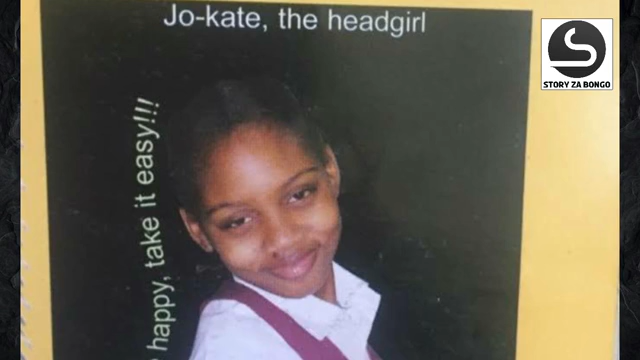 Jo-kate, the headgirl
happy, take it easy!!!
STORY ZA BONGO